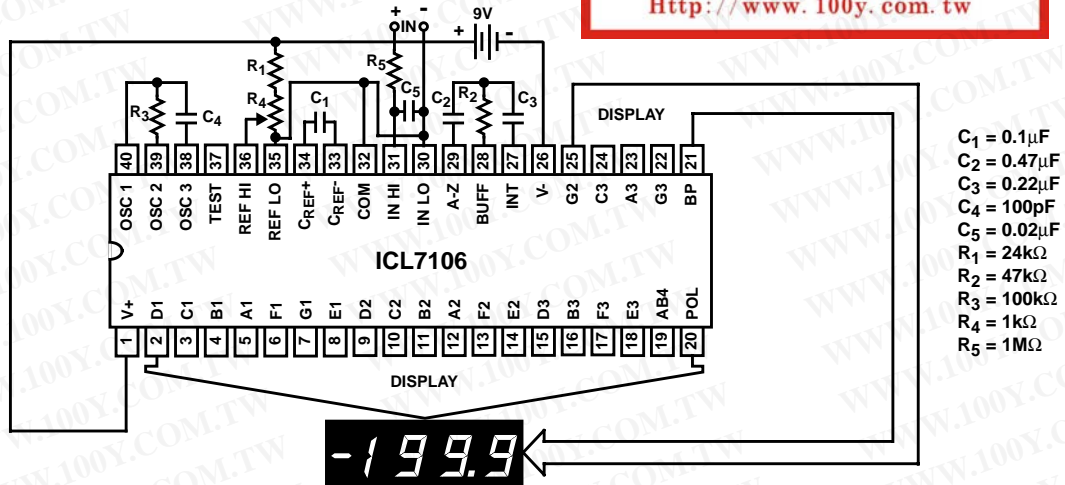 Http://www.100y.com.tw
+ - 9V
IN
+ -
R1
R5
R4
C1
C5
C2
R2
C3
R3
C4
DISPLAY
40 39 38 37 36 35 34 33 32 31 30 29 28 27 26 25 24 23 22 21
OSC 1
OSC 2
OSC 3
TEST
REF HI
REF LO
CREF+
CREF-
COM
IN HI
IN LO
A-Z
BUFF
INT
V-
G2
C3
A3
G3
BP
ICL7106
V+
D1
C1
B1
A1
F1
G1
E1
D2
C2
B2
A2
F2
E2
D3
B3
F3
E3
AB4
POL
1 2 3 4 5 6 7 8 9 10 11 12 13 14 15 16 17 18 19 20
DISPLAY
-199.9
C1 = 0.1μF
C2 = 0.47μF
C3 = 0.22μF
C4 = 100pF
C5 = 0.02μF
R1 = 24kΩ
R2 = 47kΩ
R3 = 100kΩ
R4 = 1kΩ
R5 = 1MΩ
WWW.100Y.COM.TW